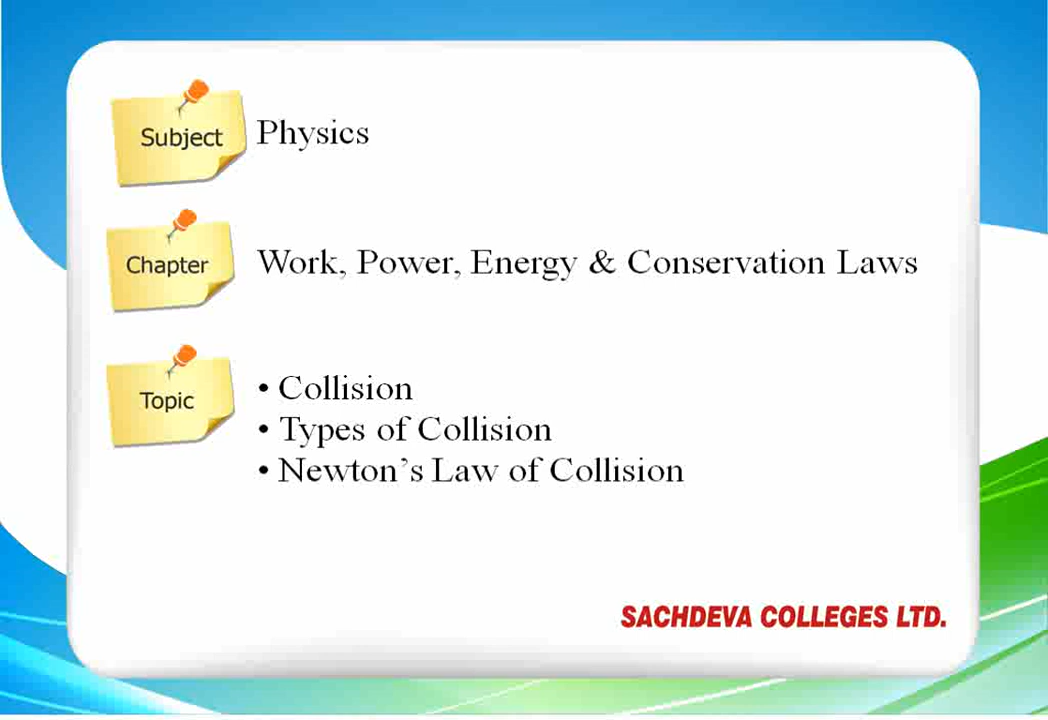 Subject Physics
Chapter Work, Power, Energy & Conservation Laws
Topic • Collision
• Types of Collision
• Newton’s Law of Collision
SACHDEVA COLLEGES LTD.